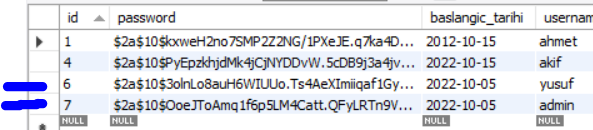 id password baslangic_tarihi usernam
1 $2a$10$kxweH2no7SMP2Z2NG/1PXeJE.q7ka4D... 2012-10-15 ahmet
4 $2a$10$PyEpzkhjdMk4jCjNYDDvW.5cDB9j3a4jv... 2022-10-15 akif
6 $2a$10$3olnLo8auH6WIUUo.Ts4AeXImiiqaf1Gy... 2022-10-05 yusuf
7 $2a$10$OoeJToAmq1f6p5LM4Catt.QFyLRTn9V... 2022-10-05 admin
NULL NULL NULL NULL